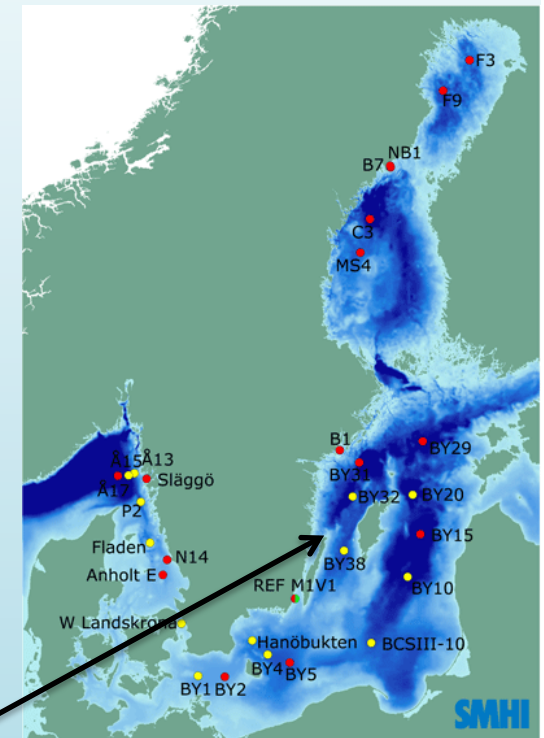 F3
F9
NB1
B7
C3
MS4
B1
BY29
BY31
Å15 Å13
Släggö
Å17
BY32
BY20
P2
BY15
Fladen
N14
BY38
Anholt E
BY10
REF M1V1
W Landskrona
Hanöbukten
BCSIII-10
BY4
BY5
BY1
BY2
SMHI